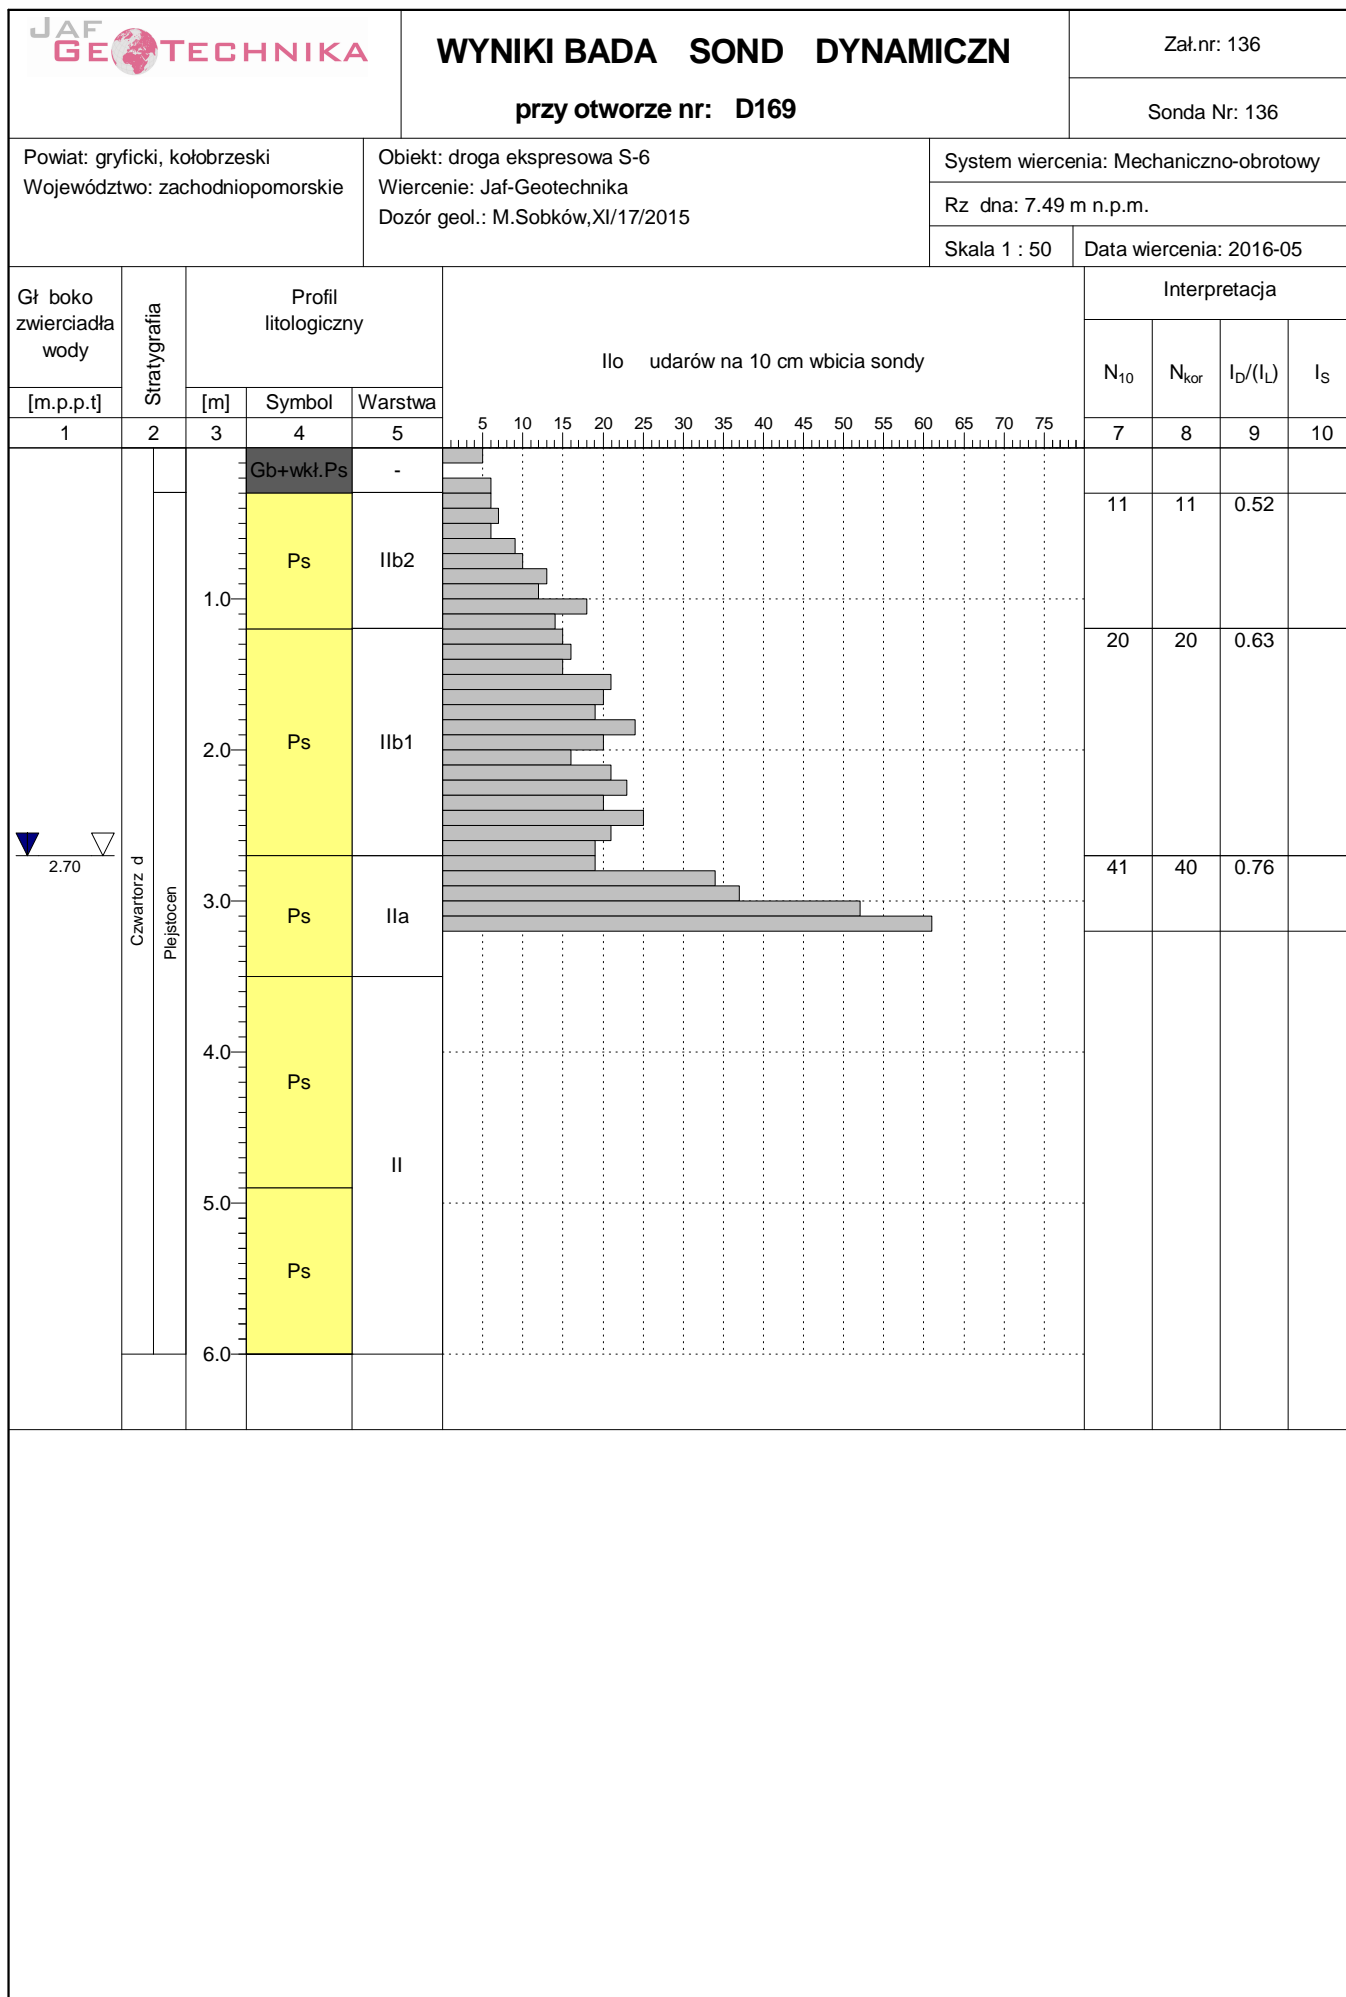 JAF
GEOTECHNIKA
WYNIKI BADA SOND DYNAMICZN
przy otworze nr: D169
Zał.nr: 136
Sonda Nr: 136
Powiat: gryficki, kołobrzeski
Województwo: zachodniopomorskie
Obiekt: droga ekspresowa S-6
Wiercenie: Jaf-Geotechnika
Dozór geol.: M.Sobków,XI/17/2015
System wiercenia: Mechaniczno-obrotowy
Rz dna: 7.49 m n.p.m.
Skala 1 : 50
Data wiercenia: 2016-05
Gł boko
zwierciadła
wody
[m.p.p.t]
Stratygrafia
Profil
litologiczny
[m] Symbol Warstwa
Ilo udarów na 10 cm wbicia sondy
Interpretacja
N10 Nkor ID/(IL) IS
5 10 15 20 25 30 35 40 45 50 55 60 65 70 75
1 2 3 4 5 7 8 9 10
Gb+wkł.Ps -
11 11 0.52
Ps IIb2
1.0
20 20 0.63
Ps IIb1
2.0
2.70
41 40 0.76
Czwartorz d
Plejstocen
3.0
Ps IIa
4.0
Ps
II
5.0
Ps
6.0